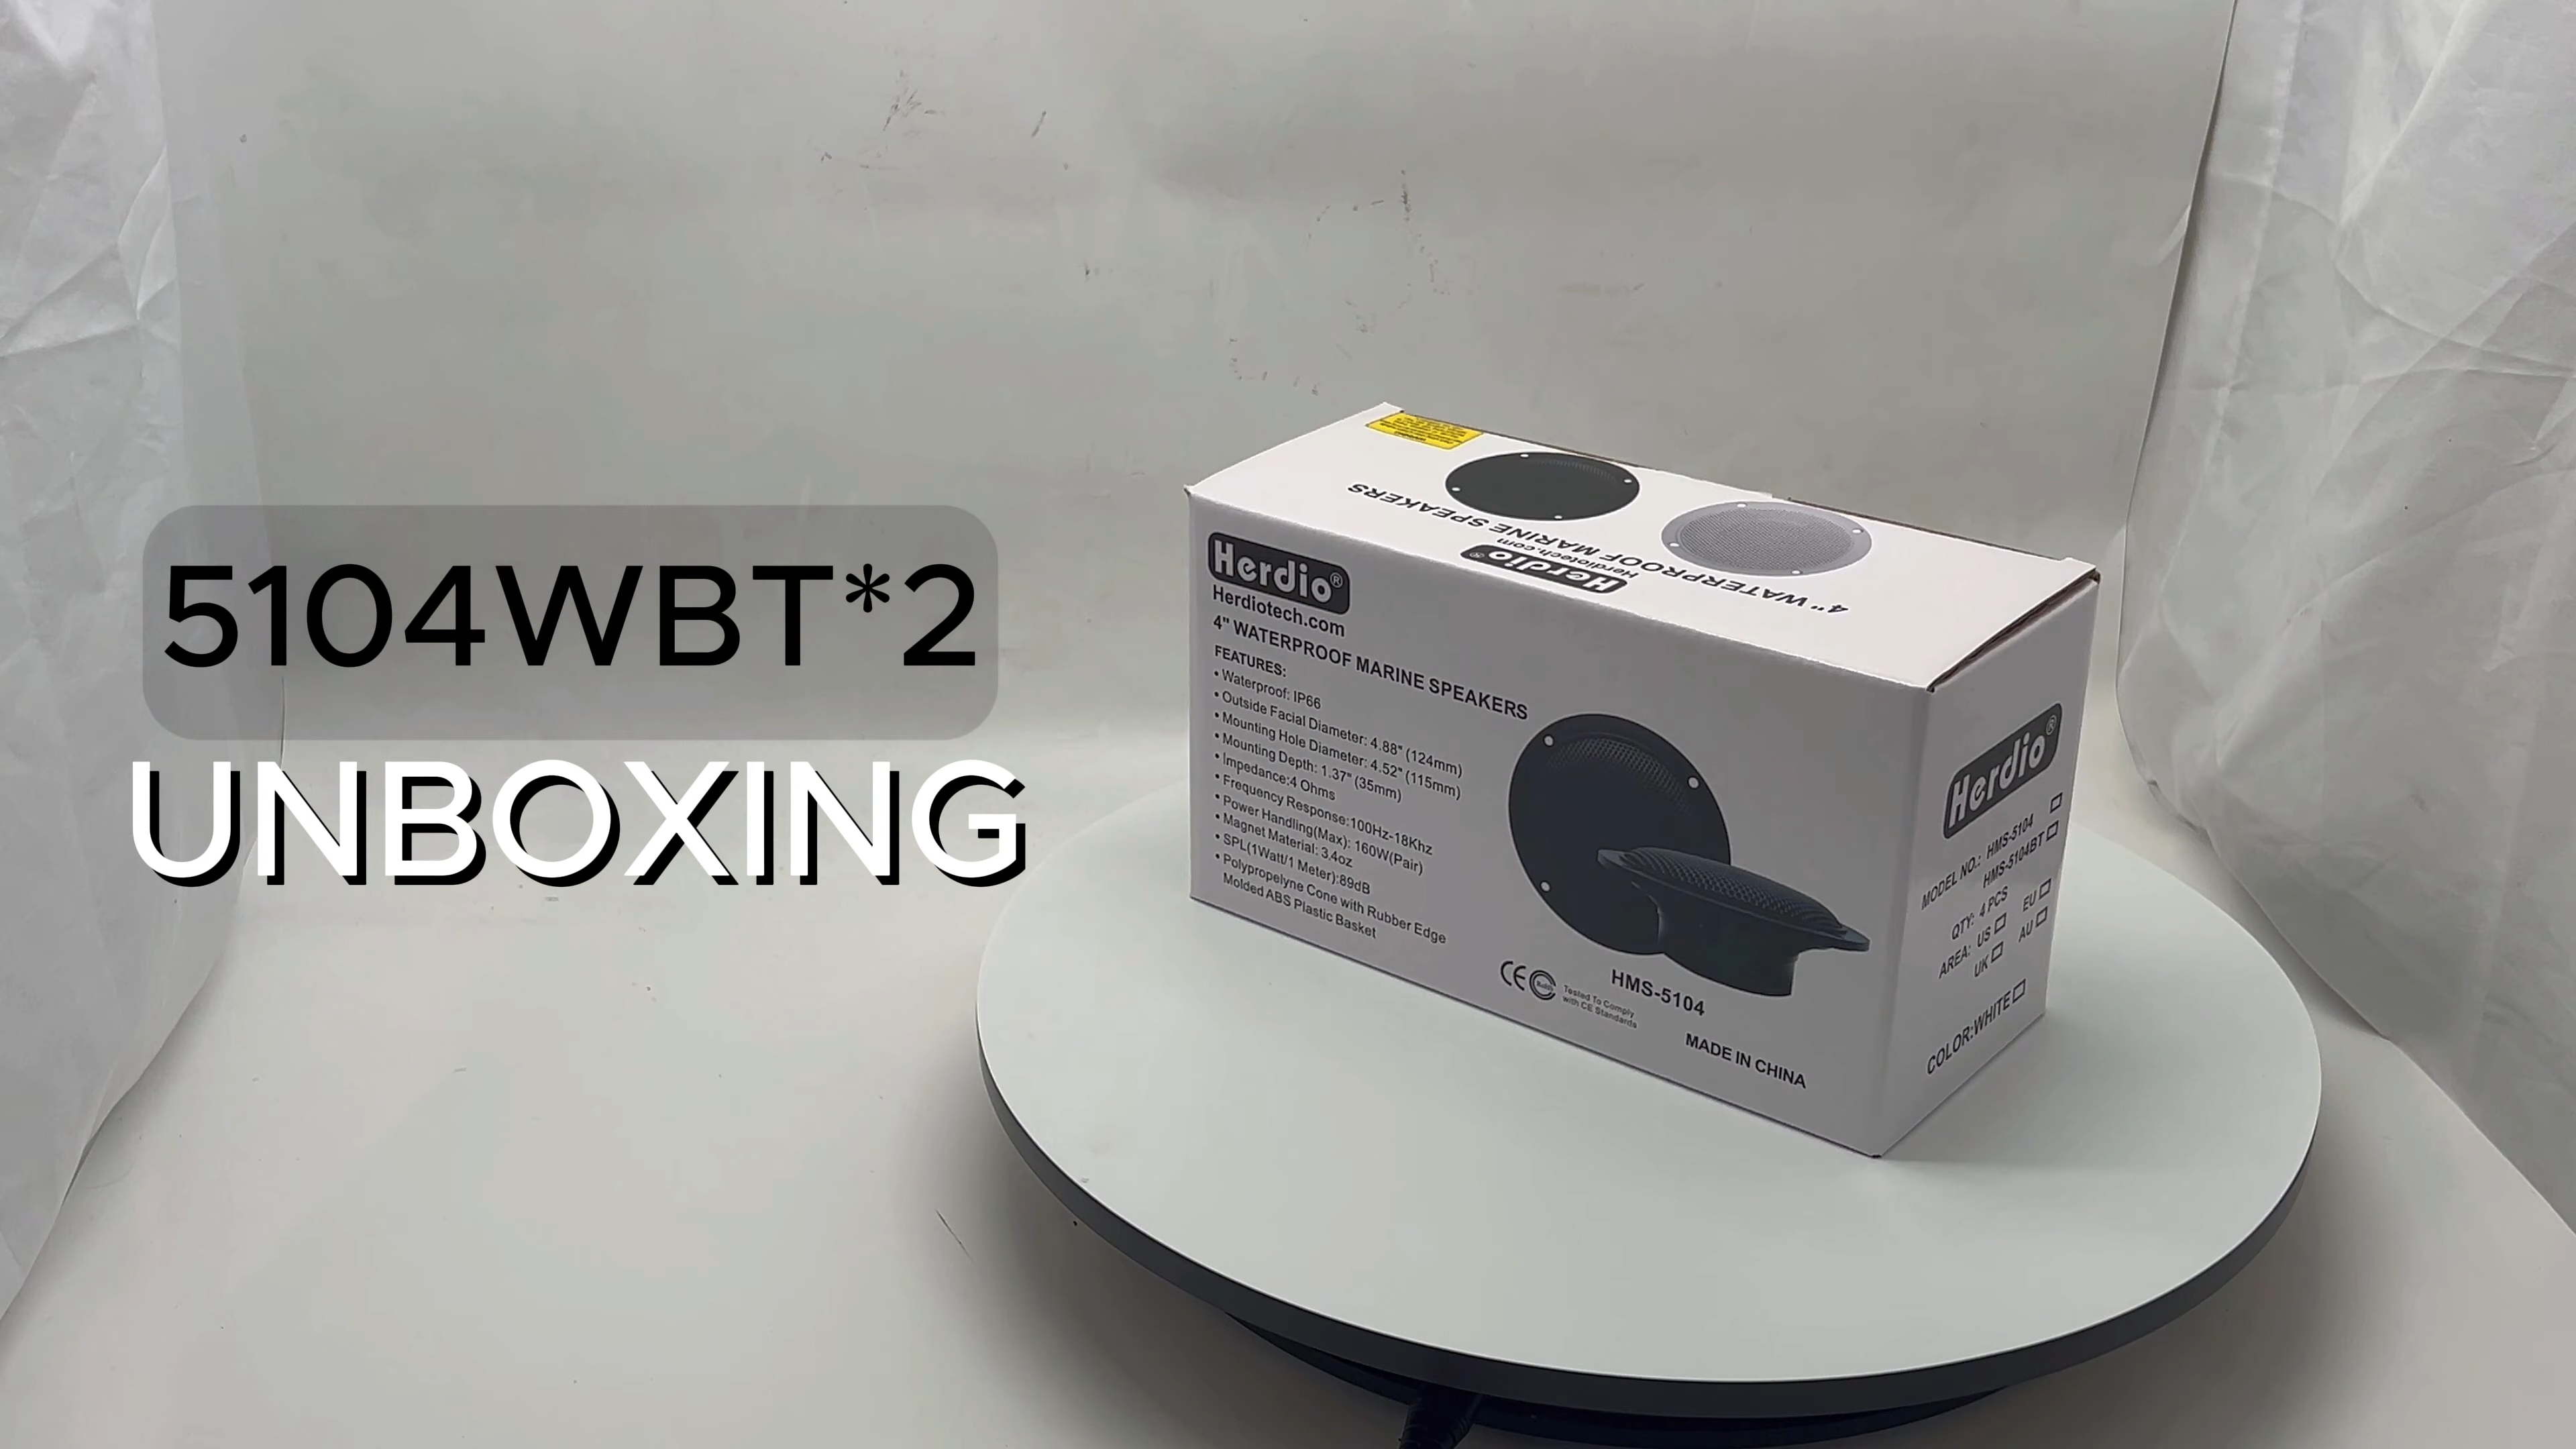 5104WBT*2
UNBOXING
4" WATERPROOF MARINE SPEAKERS
Herdio®
Herdiotech.com
Herdio®
Herdiotech.com
4" WATERPROOF MARINE SPEAKERS
FEATURES:
• Waterproof: IP66
• Outside Facial Diameter: 4.88" (124mm)
• Mounting Hole Diameter: 4.52" (115mm)
• Mounting Depth: 1.37" (35mm)
• Impedance:4 Ohms
• Frequency Response:100Hz-18Khz
• Power Handling(Max): 160W(Pair)
• Magnet Material: 3.4oz
• SPL(1Watt/1 Meter):89dB
• Polypropelyne Cone with Rubber Edge
Molded ABS Plastic Basket
CE RoHS
Tested To Comply
with CE Standards
HMS-5104
MADE IN CHINA
Herdio®
MODEL NO.: HMS-5104 □
HMS-5104BT □
QTY: 4 PCS
AREA: US □ EU □
UK □ AU □
COLOR:WHITE □